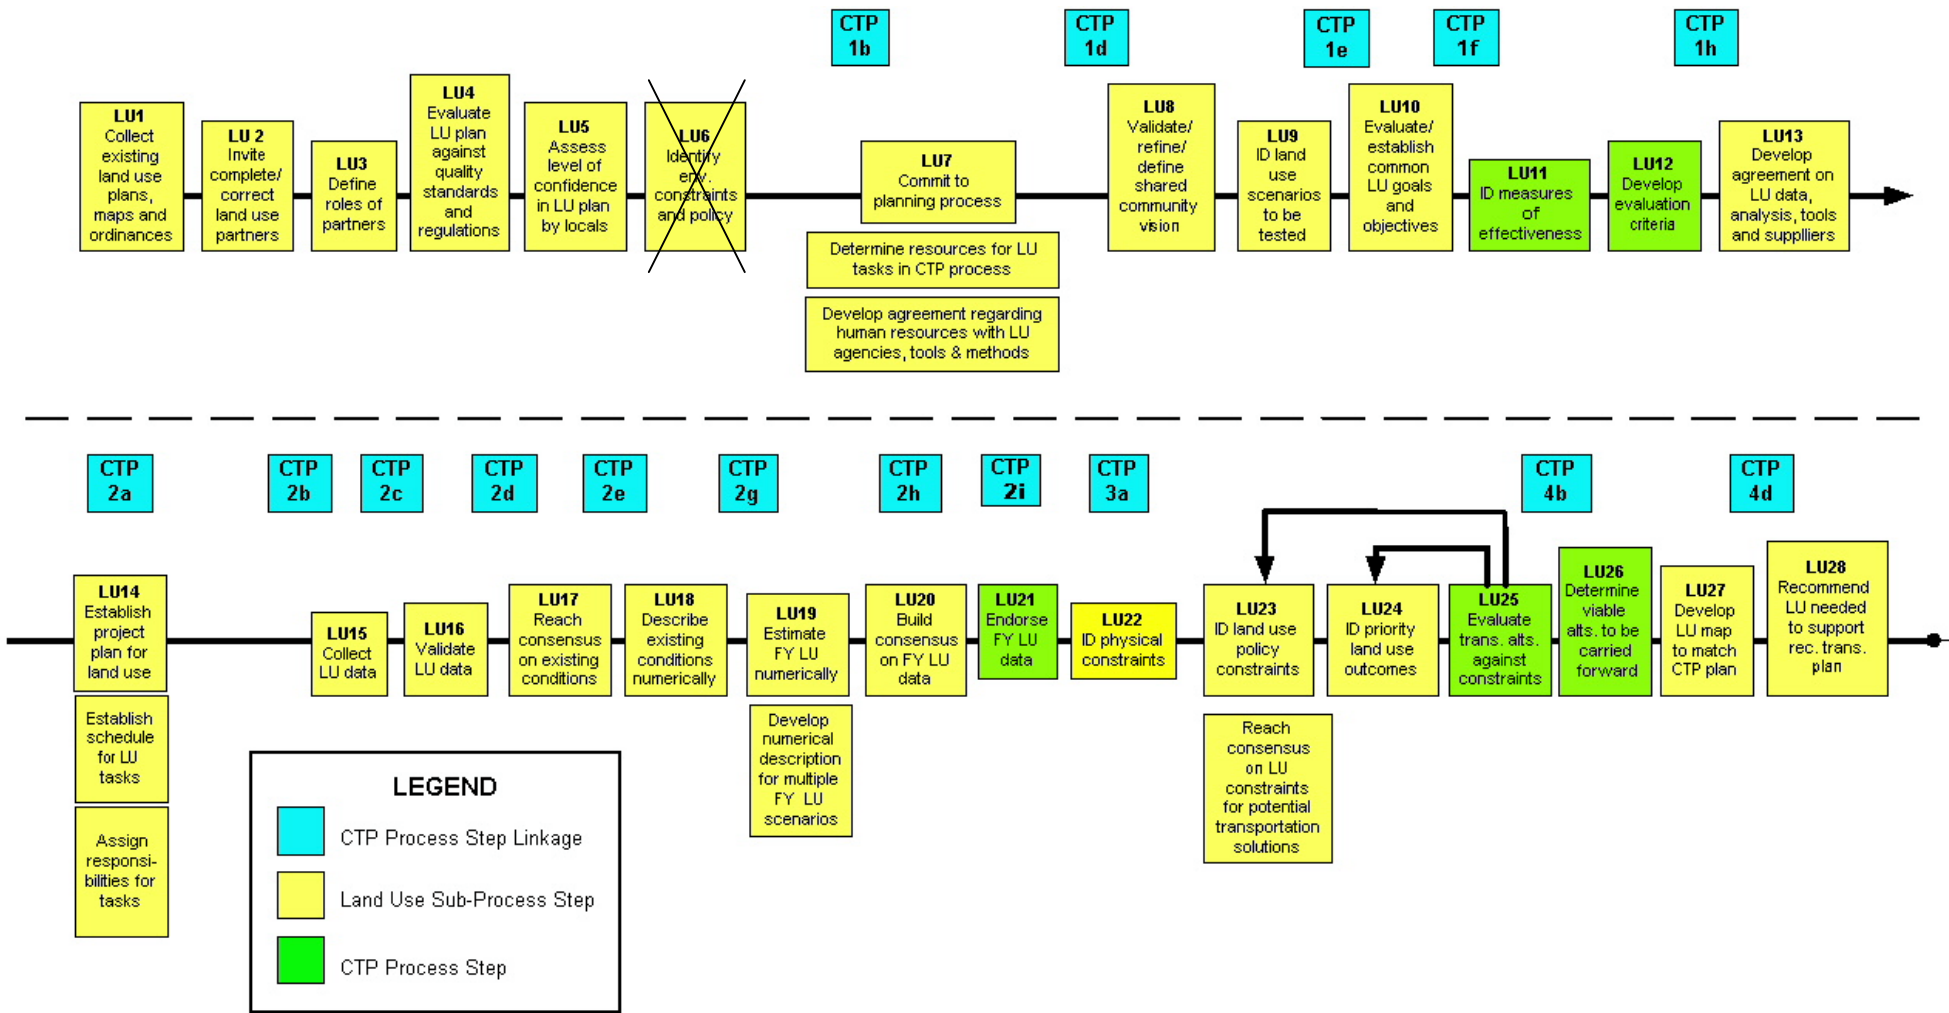 CTP
1b
CTP
1d
CTP
1e
CTP
1f
CTP
1h
LU1
Collect
existing
land use
plans,
maps and
ordinances
LU 2
Invite
complete/
correct
land use
partners
LU3
Define
roles of
partners
LU4
Evaluate
LU plan
against
quality
standards
and
regulations
LU5
Assess
level of
confidence
in LU plan
by locals
LU6
Identify
env.
constraints
and policy
LU7
Commit to
planning process
Determine resources for LU
tasks in CTP process
Develop agreement regarding
human resources with LU
agencies, tools & methods
LU8
Validate/
refine/
define
shared
community
vision
LU9
ID land
use
scenarios
to be
tested
LU10
Evaluate/
establish
common
LU goals
and
objectives
LU11
ID measures
of
effectiveness
LU12
Develop
evaluation
criteria
LU13
Develop
agreement on
LU data,
analysis, tools
and supplliers
CTP
2a
CTP
2b
CTP
2c
CTP
2d
CTP
2e
CTP
2g
CTP
2h
CTP
2i
CTP
3a
CTP
4b
CTP
4d
LU14
Establish
project
plan for
land use
Establish
schedule
for LU
tasks
Assign
responsi-
bilities for
tasks
LU15
Collect
LU data
LU16
Validate
LU data
LU17
Reach
consensus
on existing
conditions
LU18
Describe
existing
conditions
numerically
LU19
Estimate
FY LU
numerically
Develop
numerical
description
for multiple
FY LU
scenarios
LU20
Build
consensus
on FY LU
data
LU21
Endorse
FY LU
data
LU22
ID physical
constraints
LU23
ID land use
policy
constraints
Reach
consensus
on LU
constraints
for potential
transportation
solutions
LU24
ID priority
land use
outcomes
LU25
Evaluate
trans. alts.
against
constraints
LU26
Determine
viable
alts. to be
carried
forward
LU27
Develop
LU map
to match
CTP plan
LU28
Recommend
LU needed
to support
rec. trans.
plan
LEGEND
CTP Process Step Linkage
Land Use Sub-Process Step
CTP Process Step